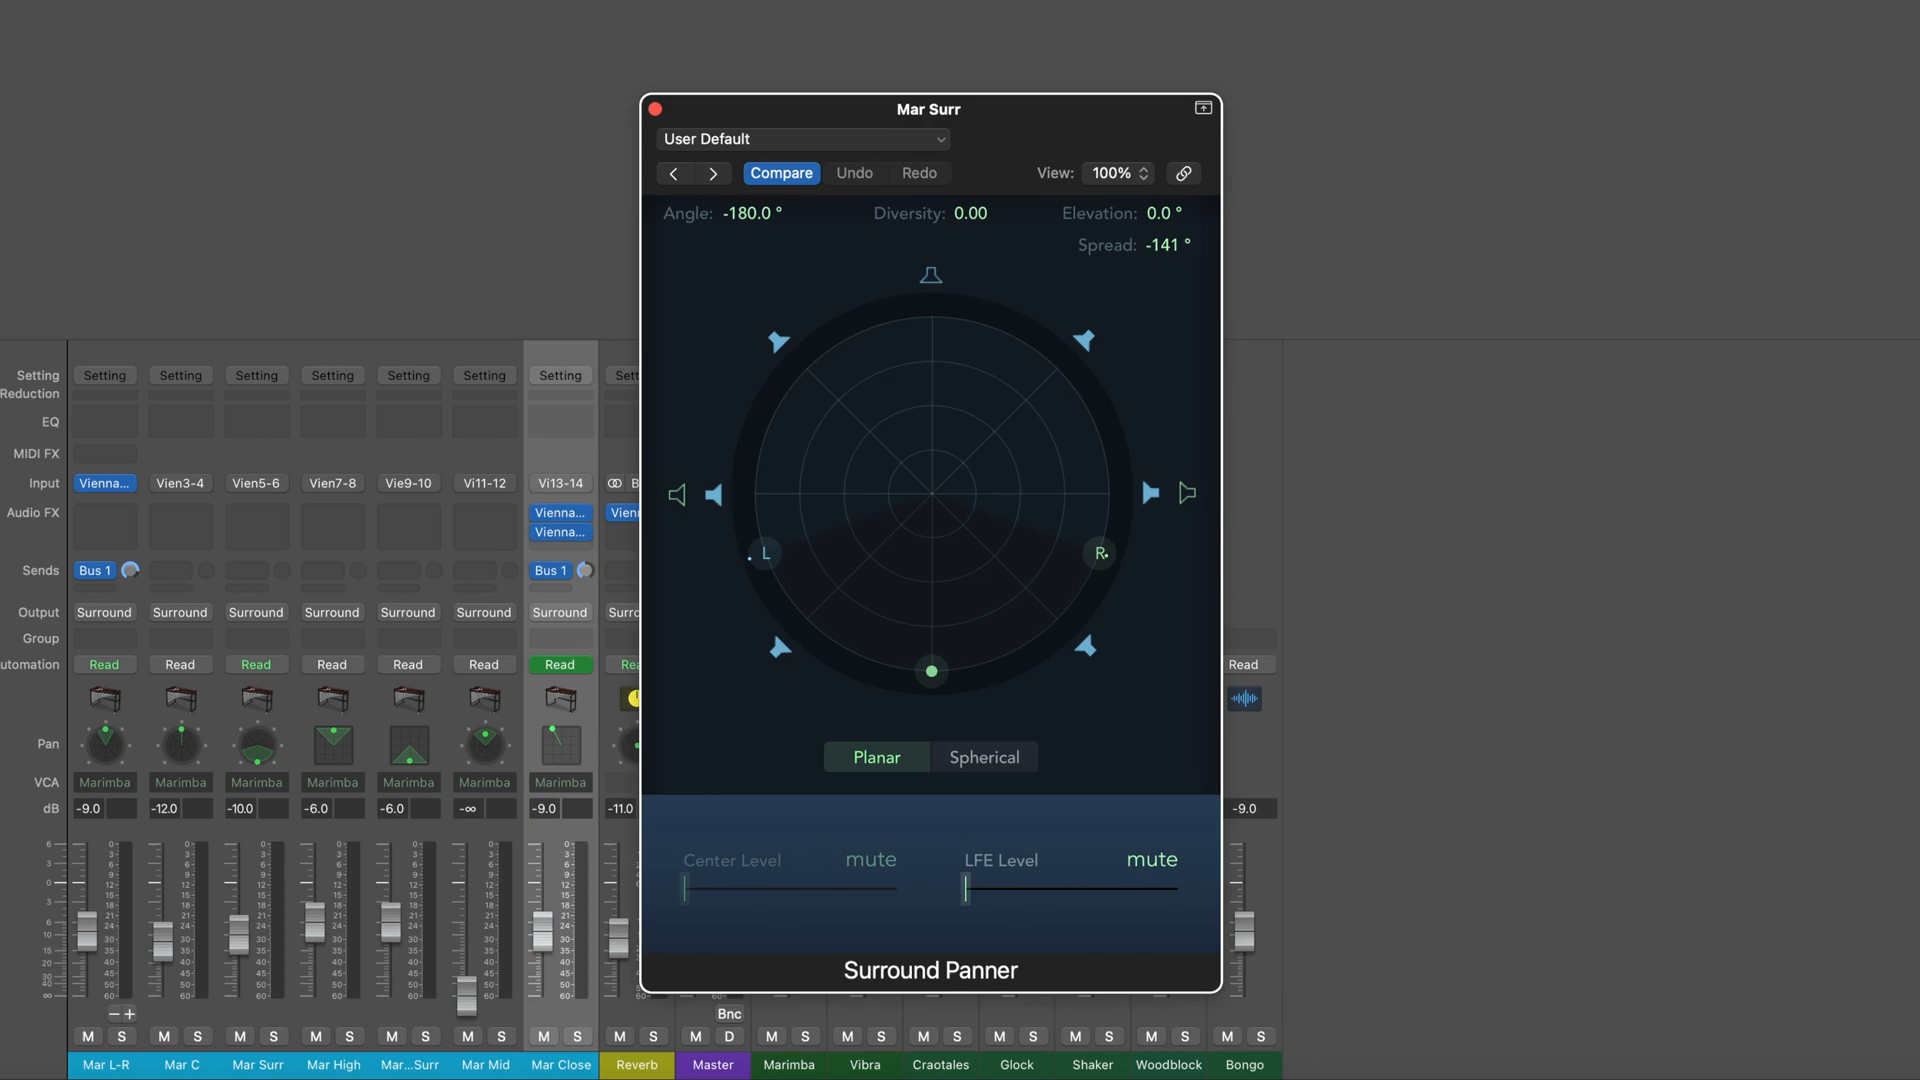 Mar Surr
User Default
Compare Undo Redo View: 100%
Angle: -180.0 ° Diversity: 0.00 Elevation: 0.0 °
Spread: -141 °
L R
Planar Spherical
Center Level mute LFE Level mute
Surround Panner
Setting Setting Setting Setting Setting Setting Setting Setting Sett
Reduction
EQ
MIDI FX
Input Vienna... Vien3-4 Vien5-6 Vien7-8 Vie9-10 Vi11-12 Vi13-14 B
Audio FX Vienna... Vien
Vienna...
Sends Bus 1 Bus 1
Output Surround Surround Surround Surround Surround Surround Surround Surro
Group
utomation Read Read Read Read Read Read Read Rea Read
Pan
VCA Marimba Marimba Marimba Marimba Marimba Marimba Marimba
dB -9.0 -12.0 -10.0 -6.0 -6.0 -∞ -9.0 -11.0 -9.0
Bnc
M S M S M S M S M S M S M S M S M D M S M S M S M S M S M S M S
Mar L-R Mar C Mar Surr Mar High Mar...Surr Mar Mid Mar Close Reverb Master Marimba Vibra Craotales Glock Shaker Woodblock Bongo